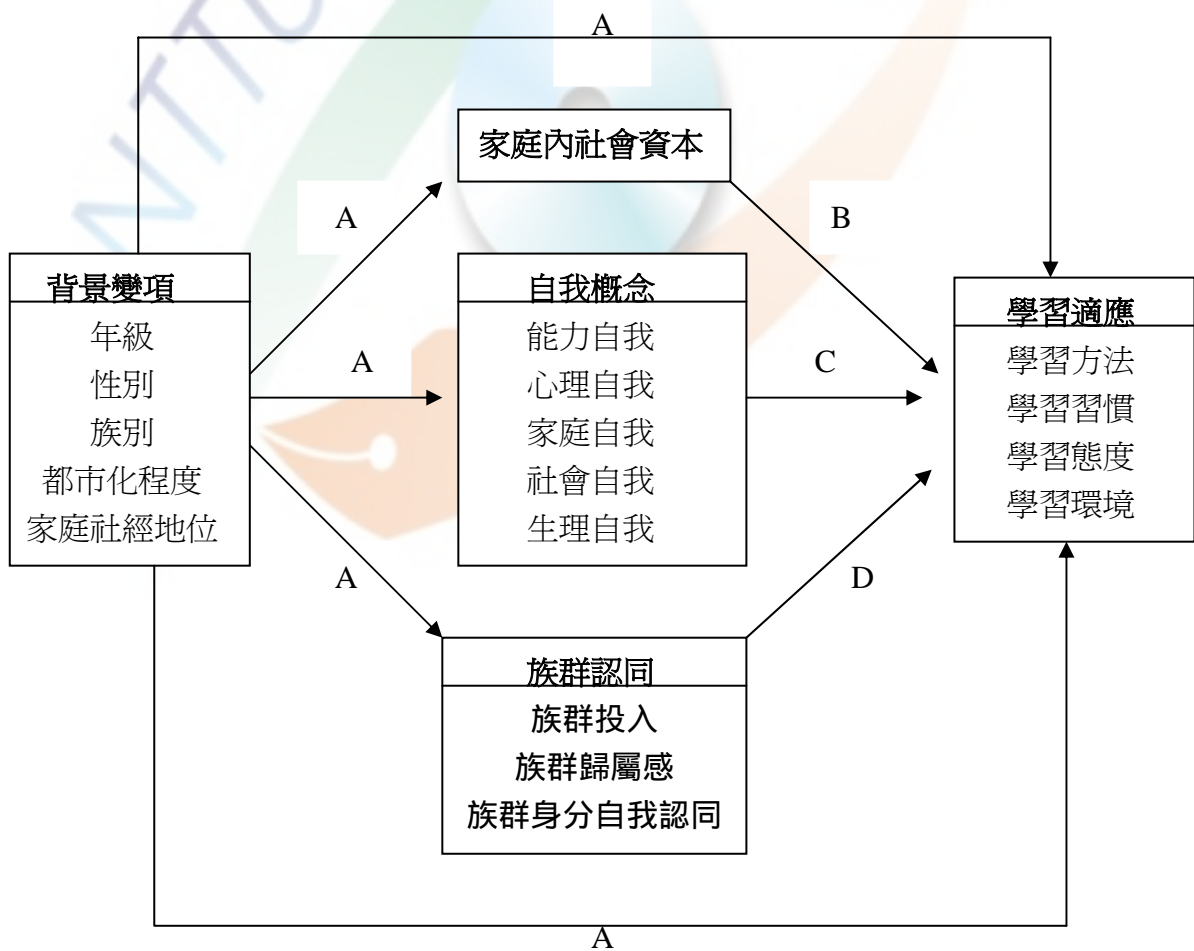 NTTU
A
家庭內社會資本
A
B
背景變項
年級
性別
族別
都市化程度
家庭社經地位
A
自我概念
能力自我
心理自我
家庭自我
社會自我
生理自我
C
學習適應
學習方法
學習習慣
學習態度
學習環境
A
D
族群認同
族群投入
族群歸屬感
族群身分自我認同
A